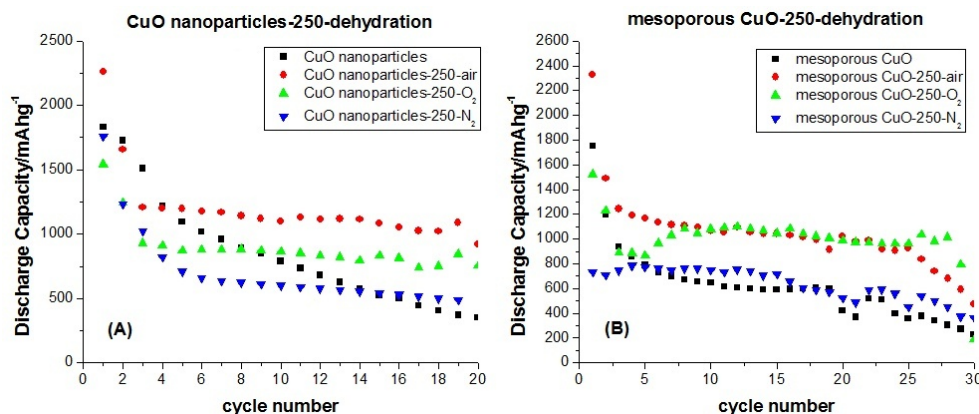 CuO nanoparticles-250-dehydration
2500
2000
1500
1000
500
0
Discharge Capacity/mAhg⁻¹
CuO nanoparticles
CuO nanoparticles-250-air
CuO nanoparticles-250-O₂
CuO nanoparticles-250-N₂
(A)
0 2 4 6 8 10 12 14 16 18 20
cycle number
mesoporous CuO-250-dehydration
2600
2400
2200
2000
1800
1600
1400
1200
1000
800
600
400
200
0
Discharge Capacity/mAhg⁻¹
mesoporous CuO
mesoporous CuO-250-air
mesoporous CuO-250-O₂
mesoporous CuO-250-N₂
(B)
0 5 10 15 20 25 30
cycle number